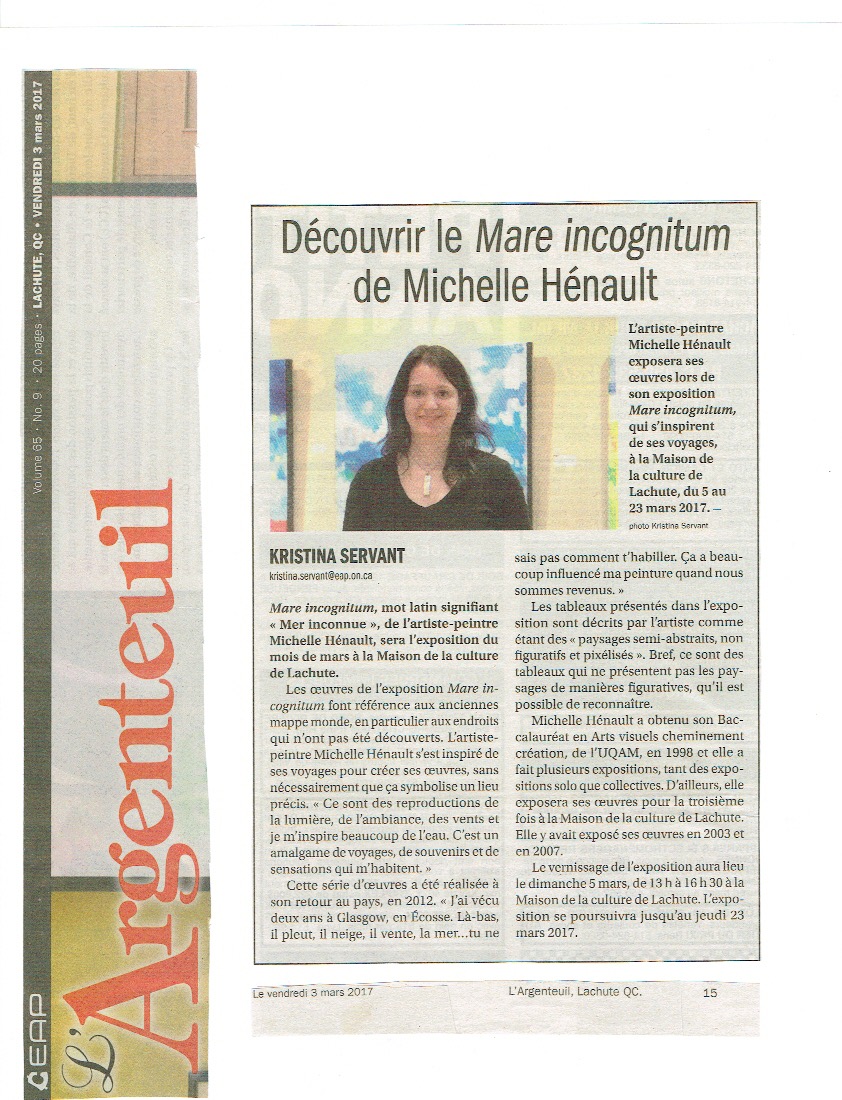 Volume 65 • No. 9 • 20 pages • LACHUTE, QC • VENDREDI 3 mars 2017
L'Argenteuil
EAP
Découvrir le Mare incognitum
de Michelle Hénault
L'artiste-peintre
Michelle Hénault
exposera ses
œuvres lors de
son exposition
Mare incognitum,
qui s'inspirent
de ses voyages,
à la Maison de
la culture de
Lachute, du 5 au
23 mars 2017. —
photo Kristina Servant
KRISTINA SERVANT
kristina.servant@eap.on.ca
Mare incognitum, mot latin signifiant
« Mer inconnue », de l'artiste-peintre
Michelle Hénault, sera l'exposition du
mois de mars à la Maison de la culture
de Lachute.
Les œuvres de l'exposition Mare in-
cognitum font référence aux anciennes
mappe monde, en particulier aux endroits
qui n'ont pas été découverts. L'artiste-
peintre Michelle Hénault s'est inspiré de
ses voyages pour créer ses œuvres, sans
nécessairement que ça symbolise un lieu
précis. « Ce sont des reproductions de
la lumière, de l'ambiance, des vents et
je m'inspire beaucoup de l'eau. C'est un
amalgame de voyages, de souvenirs et de
sensations qui m'habitent. »
Cette série d'œuvres a été réalisée à
son retour au pays, en 2012. « J'ai vécu
deux ans à Glasgow, en Écosse. Là-bas,
il pleut, il neige, il vente, la mer...tu ne
sais pas comment t'habiller. Ça a beau-
coup influencé ma peinture quand nous
sommes revenus. »
Les tableaux présentés dans l'expo-
sition sont décrits par l'artiste comme
étant des « paysages semi-abstraits, non
figuratifs et pixélisés ». Bref, ce sont des
tableaux qui ne présentent pas les pay-
sages de manières figuratives, qu'il est
possible de reconnaître.
Michelle Hénault a obtenu son Bac-
calauréat en Arts visuels cheminement
création, de l'UQAM, en 1998 et elle a
fait plusieurs expositions, tant des expo-
sitions solo que collectives. D'ailleurs, elle
exposera ses œuvres pour la troisième
fois à la Maison de la culture de Lachute.
Elle y avait exposé ses œuvres en 2003 et
en 2007.
Le vernissage de l'exposition aura lieu
le dimanche 5 mars, de 13 h à 16 h 30 à la
Maison de la culture de Lachute. L'expo-
sition se poursuivra jusqu'au jeudi 23
mars 2017.
Le vendredi 3 mars 2017
L'Argenteuil, Lachute QC.
15